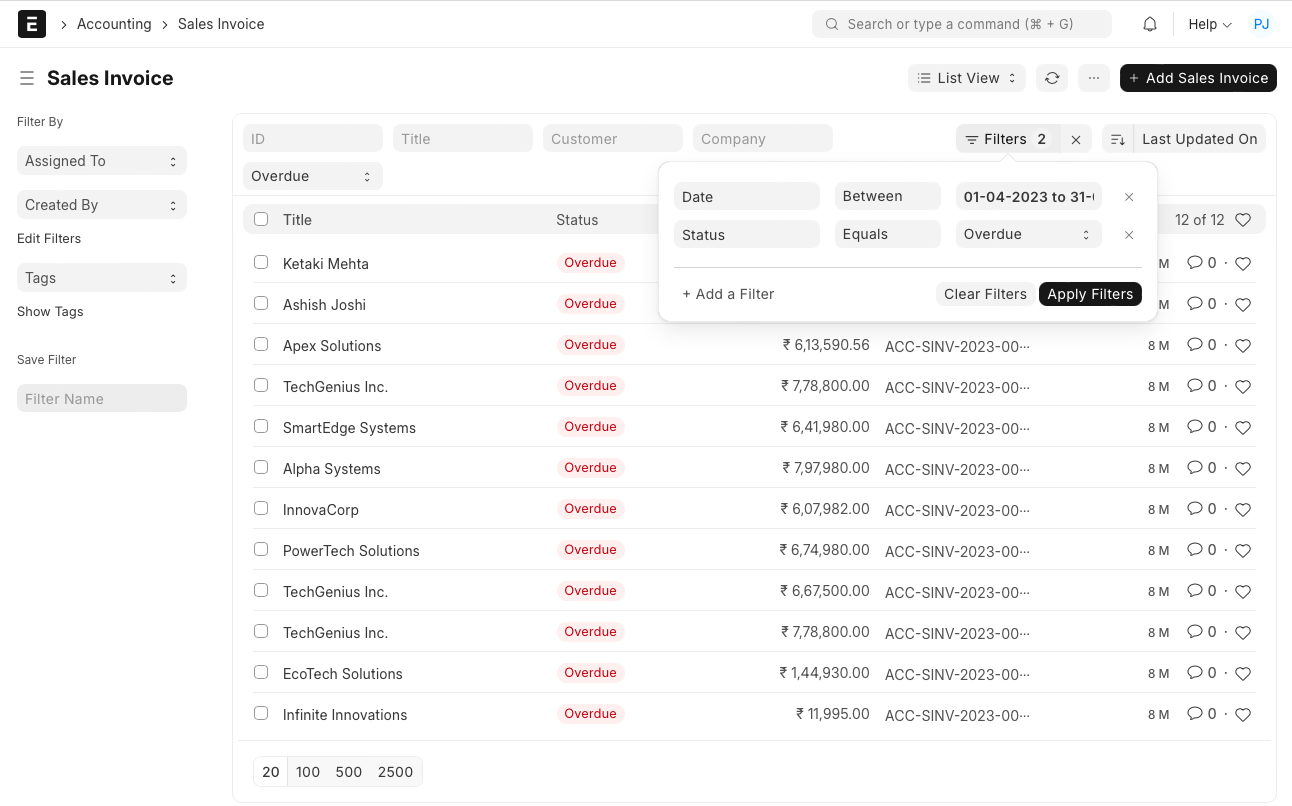 E > Accounting > Sales Invoice
Search or type a command (⌘ + G)
Help
PJ
Sales Invoice
List View
+ Add Sales Invoice
Filter By
Assigned To
Created By
Edit Filters
Tags
Show Tags
Save Filter
Filter Name
ID Title Customer Company
Filters 2
Last Updated On
Overdue
Date Between 01-04-2023 to 31-
Status Equals Overdue
+ Add a Filter Clear Filters Apply Filters
Title Status 12 of 12
Ketaki Mehta Overdue M 0 ·
Ashish Joshi Overdue M 0 ·
Apex Solutions Overdue ₹ 6,13,590.56 ACC-SINV-2023-00··· 8 M 0 ·
TechGenius Inc. Overdue ₹ 7,78,800.00 ACC-SINV-2023-00··· 8 M 0 ·
SmartEdge Systems Overdue ₹ 6,41,980.00 ACC-SINV-2023-00··· 8 M 0 ·
Alpha Systems Overdue ₹ 7,97,980.00 ACC-SINV-2023-00··· 8 M 0 ·
InnovaCorp Overdue ₹ 6,07,982.00 ACC-SINV-2023-00··· 8 M 0 ·
PowerTech Solutions Overdue ₹ 6,74,980.00 ACC-SINV-2023-00··· 8 M 0 ·
TechGenius Inc. Overdue ₹ 6,67,500.00 ACC-SINV-2023-00··· 8 M 0 ·
TechGenius Inc. Overdue ₹ 7,78,800.00 ACC-SINV-2023-00··· 8 M 0 ·
EcoTech Solutions Overdue ₹ 1,44,930.00 ACC-SINV-2023-00··· 8 M 0 ·
Infinite Innovations Overdue ₹ 11,995.00 ACC-SINV-2023-00··· 8 M 0 ·
20 100 500 2500